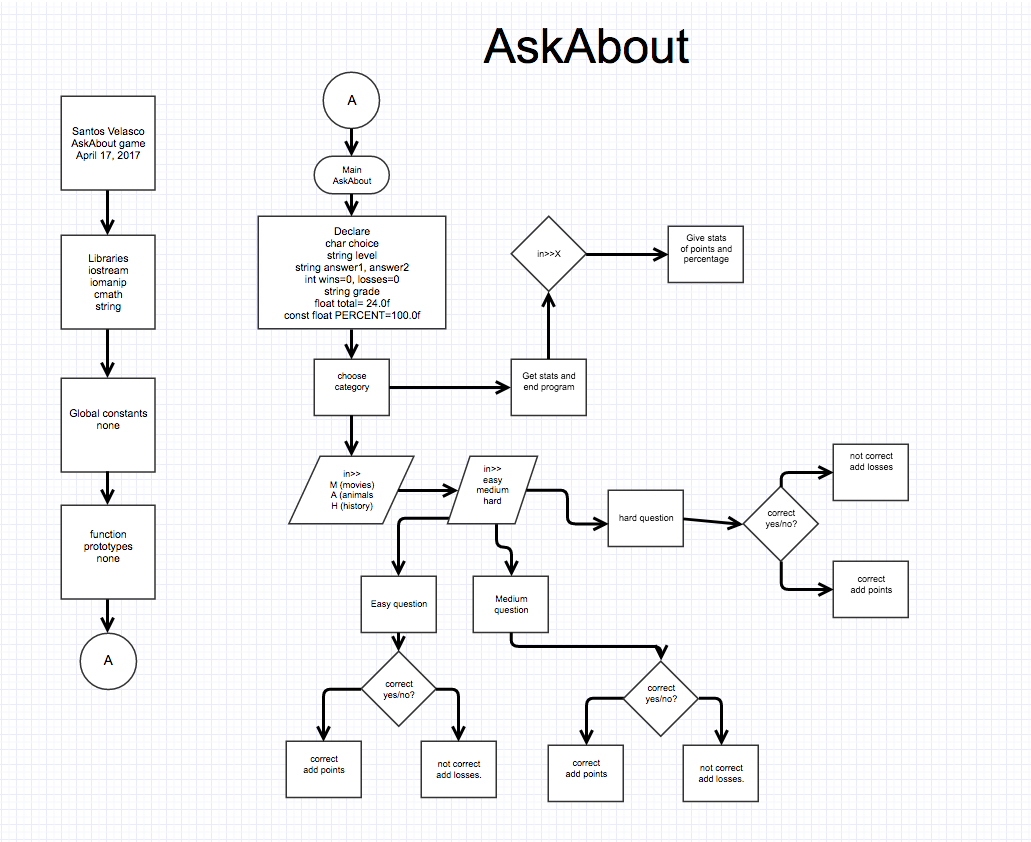 AskAbout
Santos Velasco
AskAbout game
April 17, 2017
Libraries
iostream
iomanip
cmath
string
Global constants
none
function
prototypes
none
A
A
Main
AskAbout
Declare
char choice
string level
string answer1, answer2
int wins=0, losses=0
string grade
float total= 24.0f
const float PERCENT=100.0f
choose
category
Get stats and
end program
in>>X
Give stats
of points and
percentage
in>>
M (movies)
A (animals
H (history)
in>>
easy
medium
hard
hard question
correct
yes/no?
not correct
add losses
correct
add points
Easy question
correct
yes/no?
correct
add points
not correct
add losses.
Medium
question
correct
yes/no?
correct
add points
not correct
add losses.